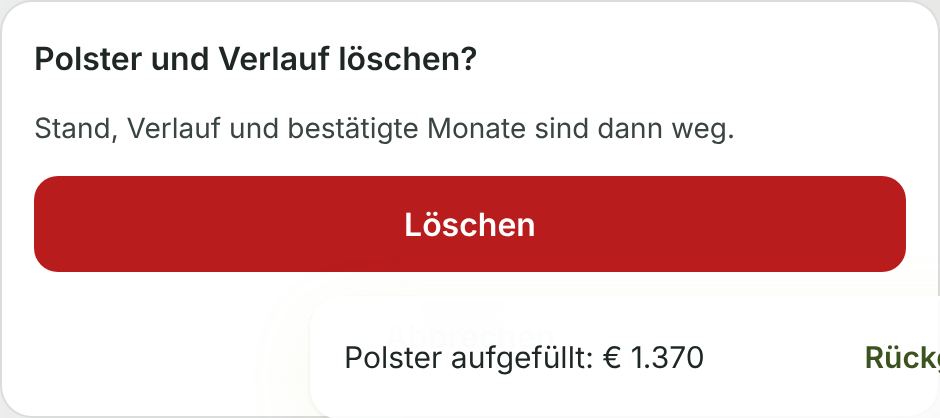 Polster und Verlauf löschen?
Stand, Verlauf und bestätigte Monate sind dann weg.
Löschen
Polster aufgefüllt: € 1.370